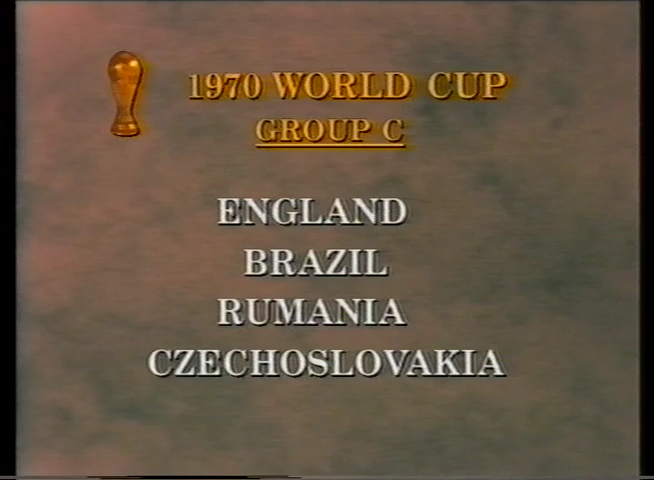 1970 WORLD CUP
GROUP C
ENGLAND
BRAZIL
RUMANIA
CZECHOSLOVAKIA